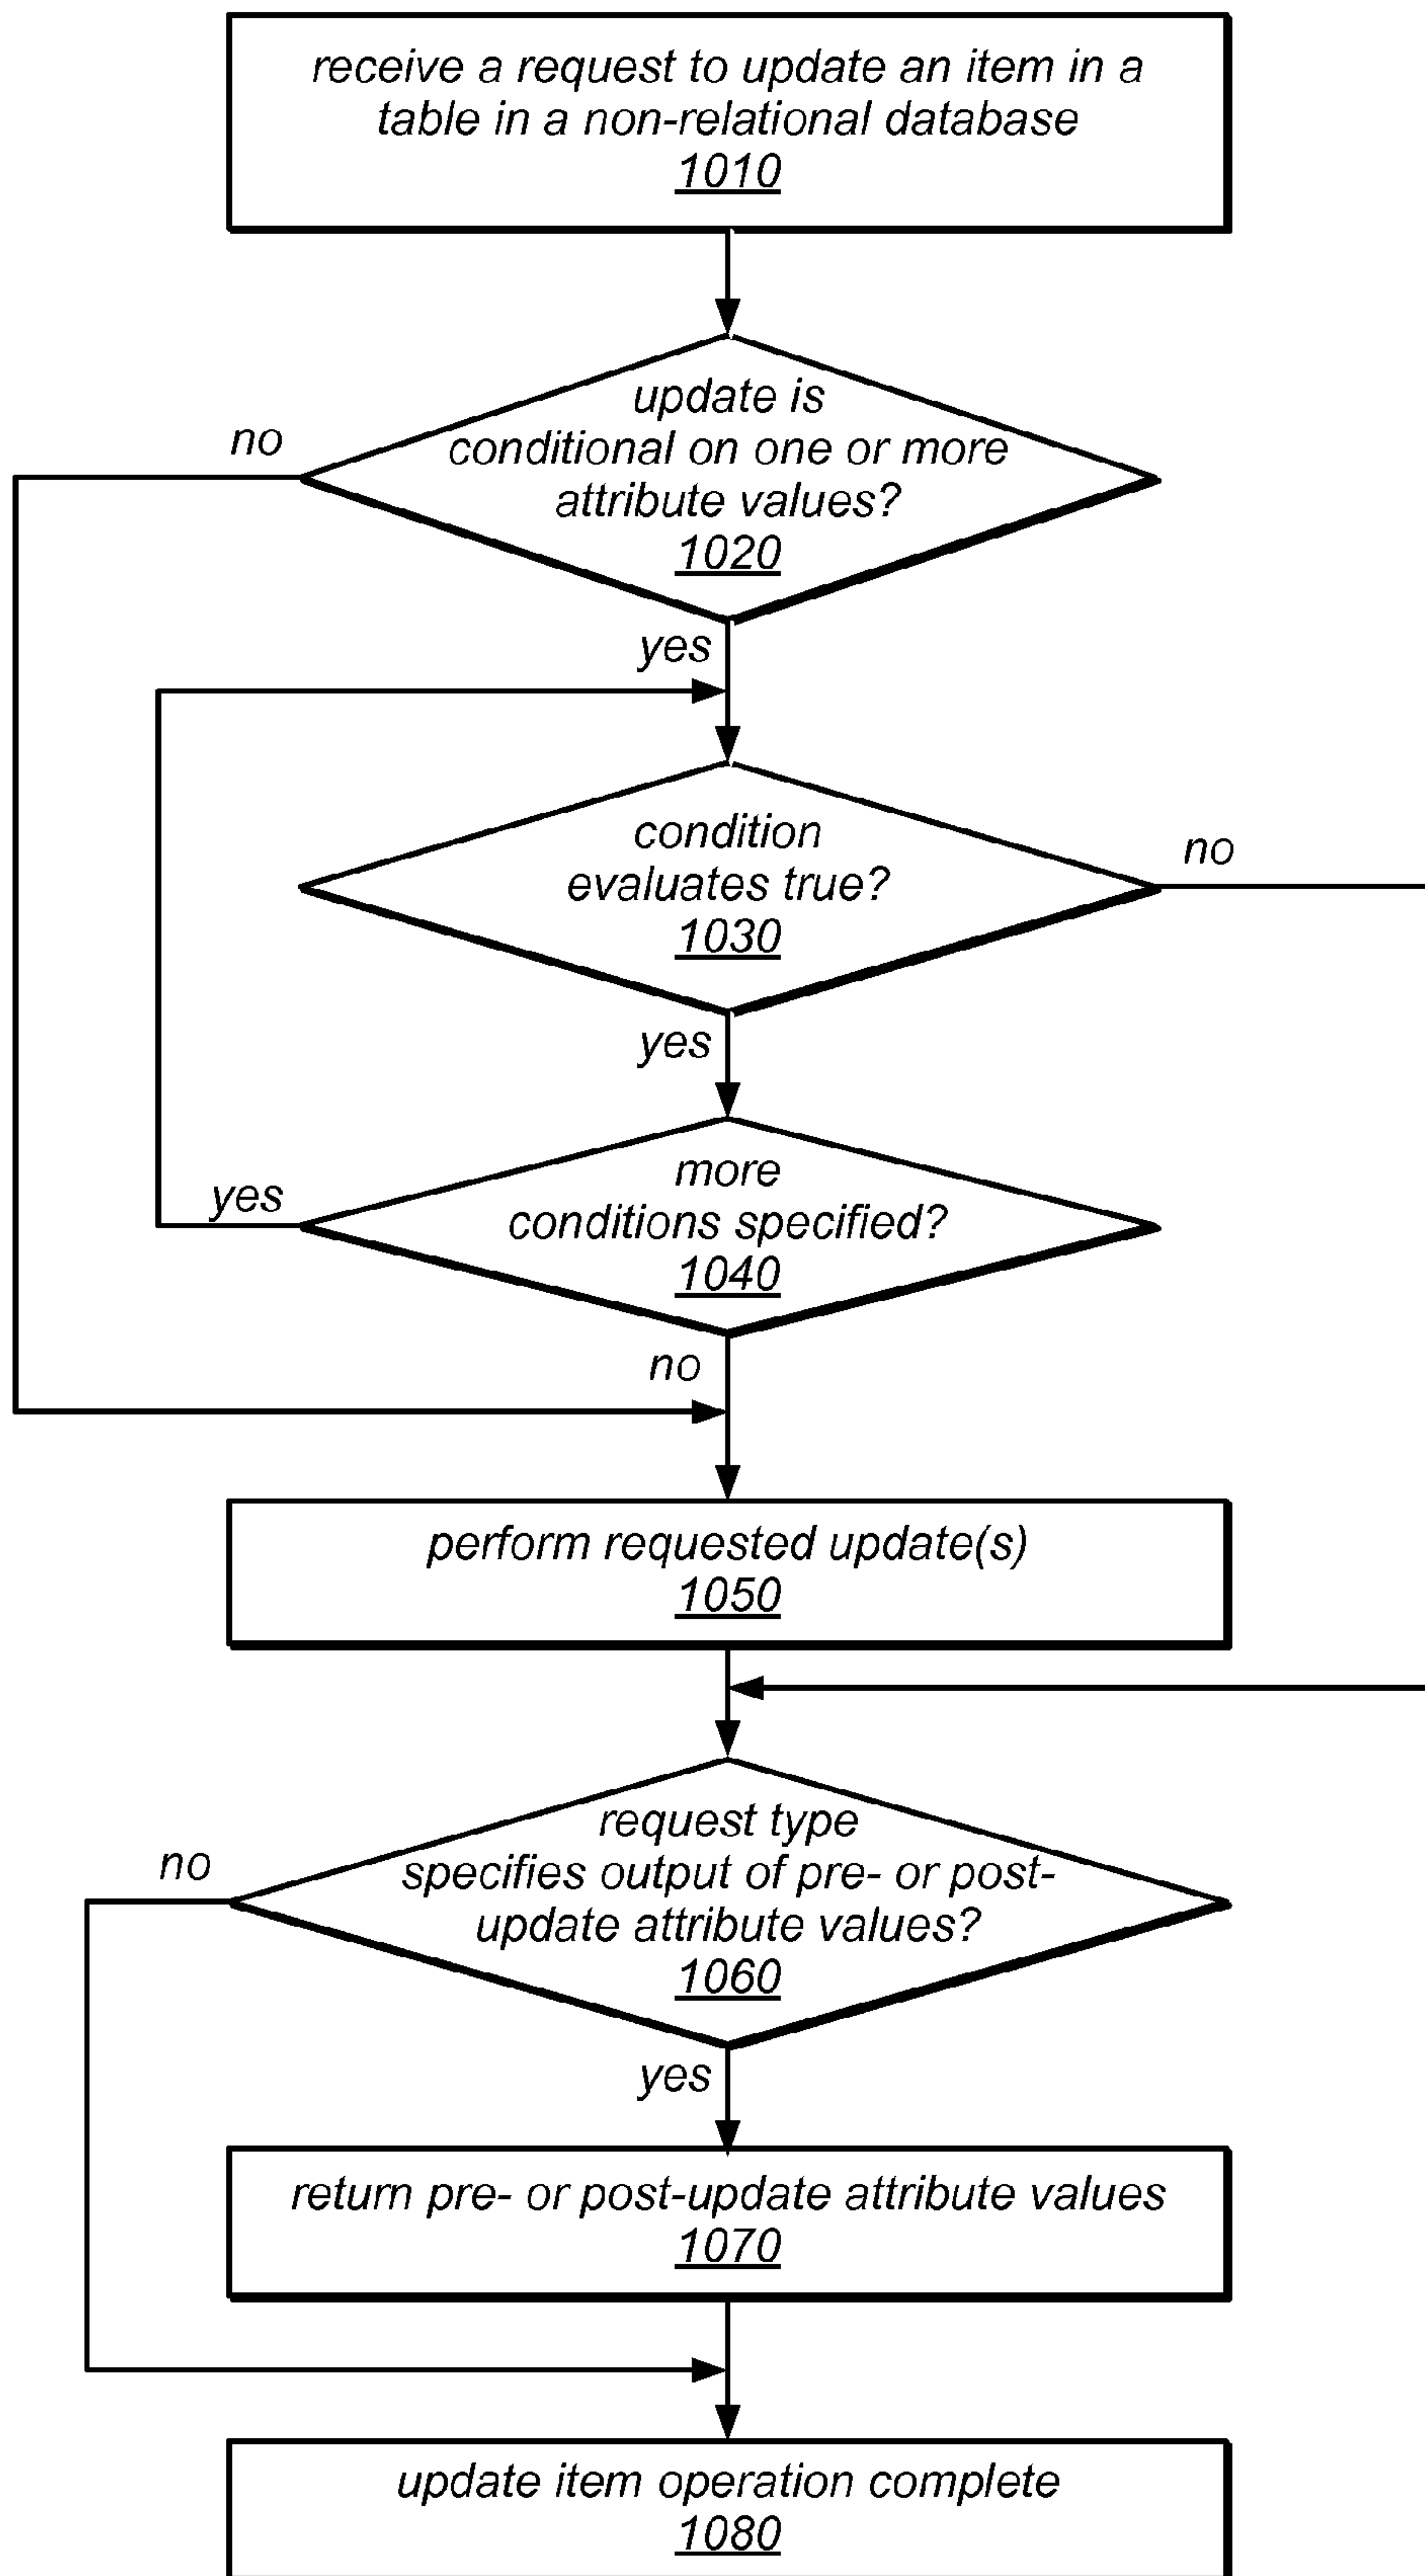 receive a request to update an item in a
table in a non-relational database
1010
update is
conditional on one or more
attribute values?
1020
no
yes
condition
evaluates true?
1030
no
yes
more
conditions specified?
1040
yes
no
perform requested update(s)
1050
request type
specifies output of pre- or post-
update attribute values?
1060
no
yes
return pre- or post-update attribute values
1070
update item operation complete
1080